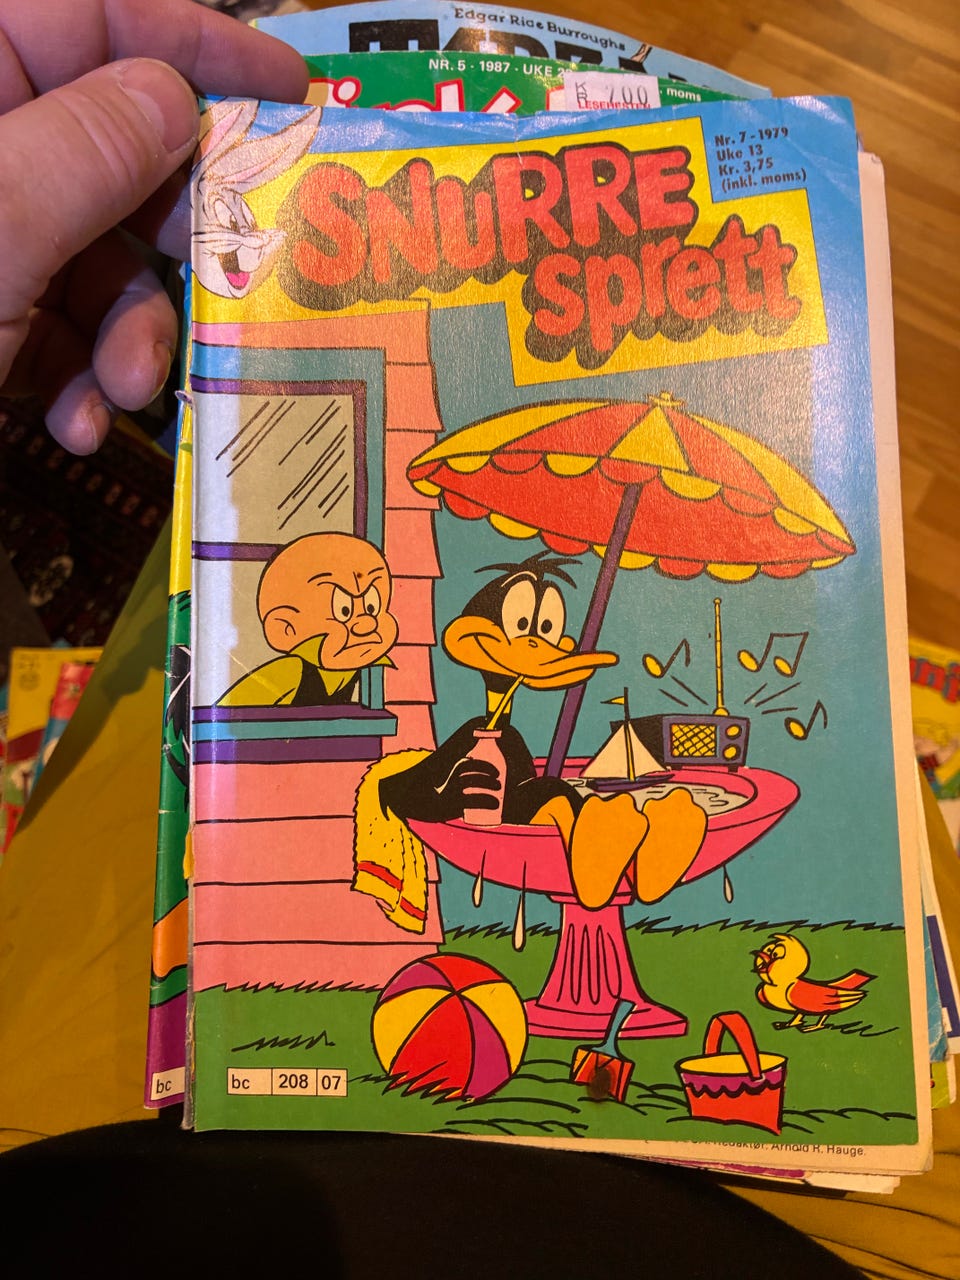 Edgar Rice Burroughs
NR. 5 · 1987 · UKE
moms
LESEHESTEN
SNURRE
sprett
Nr. 7 - 1979
Uke 13
Kr. 3,75
(inkl. moms)
bc
bc 208 07
Arnold R. Hauge.